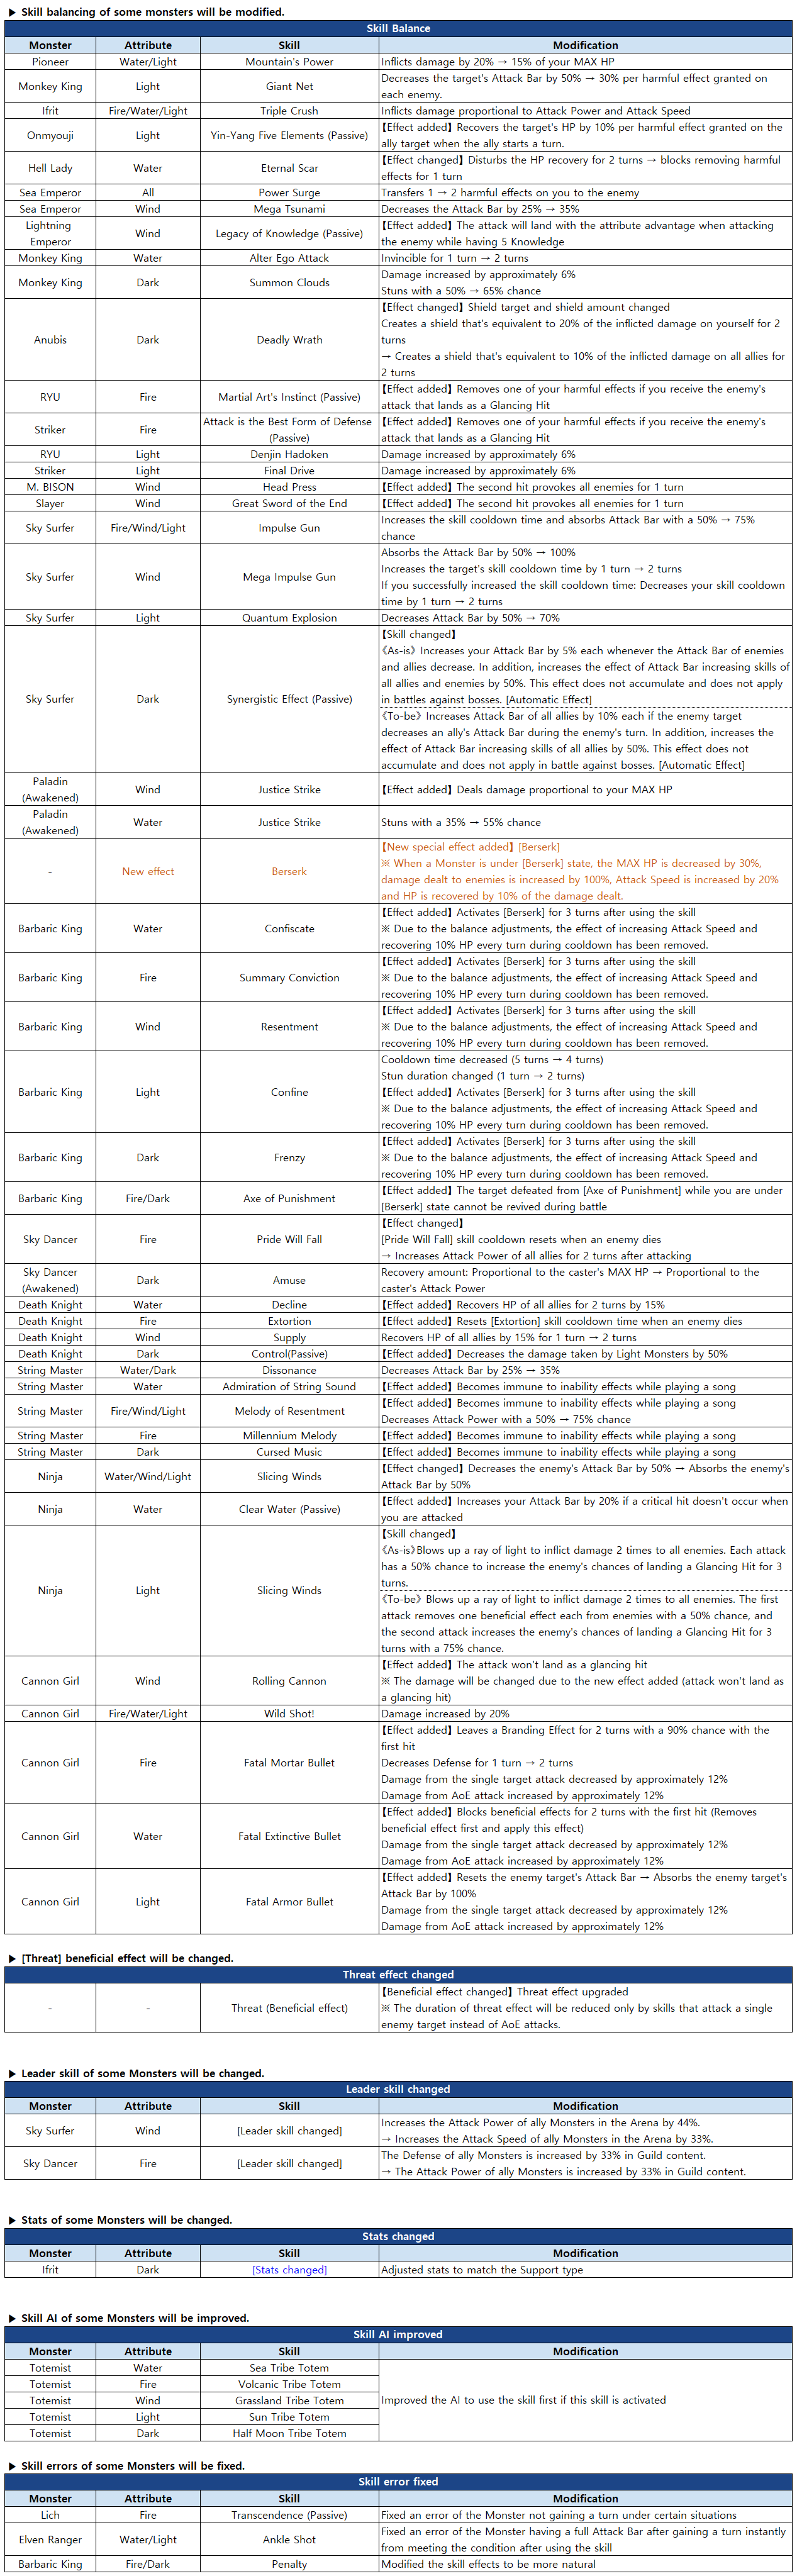 ▶ Skill balancing of some monsters will be modified.
Skill Balance
Monster Attribute Skill Modification
Pioneer Water/Light Mountain's Power Inflicts damage by 20% → 15% of your MAX HP
Monkey King Light Giant Net Decreases the target's Attack Bar by 50% → 30% per harmful effect granted on
each enemy.
Ifrit Fire/Water/Light Triple Crush Inflicts damage proportional to Attack Power and Attack Speed
Onmyouji Light Yin-Yang Five Elements (Passive) 【Effect added】 Recovers the target's HP by 10% per harmful effect granted on the
ally target when the ally starts a turn.
Hell Lady Water Eternal Scar 【Effect changed】 Disturbs the HP recovery for 2 turns → blocks removing harmful
effects for 1 turn
Sea Emperor All Power Surge Transfers 1 → 2 harmful effects on you to the enemy
Sea Emperor Wind Mega Tsunami Decreases the Attack Bar by 25% → 35%
Lightning
Emperor Wind Legacy of Knowledge (Passive) 【Effect added】 The attack will land with the attribute advantage when attacking
the enemy while having 5 Knowledge
Monkey King Water Alter Ego Attack Invincible for 1 turn → 2 turns
Monkey King Dark Summon Clouds Damage increased by approximately 6%
Stuns with a 50% → 65% chance
Anubis Dark Deadly Wrath 【Effect changed】 Shield target and shield amount changed
Creates a shield that's equivalent to 20% of the inflicted damage on yourself for 2
turns
→ Creates a shield that's equivalent to 10% of the inflicted damage on all allies for
2 turns
RYU Fire Martial Art's Instinct (Passive) 【Effect added】 Removes one of your harmful effects if you receive the enemy's
attack that lands as a Glancing Hit
Striker Fire Attack is the Best Form of Defense
(Passive) 【Effect added】 Removes one of your harmful effects if you receive the enemy's
attack that lands as a Glancing Hit
RYU Light Denjin Hadoken Damage increased by approximately 6%
Striker Light Final Drive Damage increased by approximately 6%
M. BISON Wind Head Press 【Effect added】 The second hit provokes all enemies for 1 turn
Slayer Wind Great Sword of the End 【Effect added】 The second hit provokes all enemies for 1 turn
Sky Surfer Fire/Wind/Light Impulse Gun Increases the skill cooldown time and absorbs Attack Bar with a 50% → 75%
chance
Sky Surfer Wind Mega Impulse Gun Absorbs the Attack Bar by 50% → 100%
Increases the target's skill cooldown time by 1 turn → 2 turns
If you successfully increased the skill cooldown time: Decreases your skill cooldown
time by 1 turn → 2 turns
Sky Surfer Light Quantum Explosion Decreases Attack Bar by 50% → 70%
Sky Surfer Dark Synergistic Effect (Passive) 【Skill changed】
《As-is》 Increases your Attack Bar by 5% each whenever the Attack Bar of enemies
and allies decrease. In addition, increases the effect of Attack Bar increasing skills of
all allies and enemies by 50%. This effect does not accumulate and does not apply
in battles against bosses. [Automatic Effect]
《To-be》 Increases Attack Bar of all allies by 10% each if the enemy target
decreases an ally's Attack Bar during the enemy's turn. In addition, increases the
effect of Attack Bar increasing skills of all allies by 50%. This effect does not
accumulate and does not apply in battle against bosses. [Automatic Effect]
Paladin
(Awakened) Wind Justice Strike 【Effect added】 Deals damage proportional to your MAX HP
Paladin
(Awakened) Water Justice Strike Stuns with a 35% → 55% chance
- New effect Berserk 【New special effect added】 [Berserk]
※ When a Monster is under [Berserk] state, the MAX HP is decreased by 30%,
damage dealt to enemies is increased by 100%, Attack Speed is increased by 20%
and HP is recovered by 10% of the damage dealt.
Barbaric King Water Confiscate 【Effect added】 Activates [Berserk] for 3 turns after using the skill
※ Due to the balance adjustments, the effect of increasing Attack Speed and
recovering 10% HP every turn during cooldown has been removed.
Barbaric King Fire Summary Conviction 【Effect added】 Activates [Berserk] for 3 turns after using the skill
※ Due to the balance adjustments, the effect of increasing Attack Speed and
recovering 10% HP every turn during cooldown has been removed.
Barbaric King Wind Resentment 【Effect added】 Activates [Berserk] for 3 turns after using the skill
※ Due to the balance adjustments, the effect of increasing Attack Speed and
recovering 10% HP every turn during cooldown has been removed.
Barbaric King Light Confine Cooldown time decreased (5 turns → 4 turns)
Stun duration changed (1 turn → 2 turns)
【Effect added】 Activates [Berserk] for 3 turns after using the skill
※ Due to the balance adjustments, the effect of increasing Attack Speed and
recovering 10% HP every turn during cooldown has been removed.
Barbaric King Dark Frenzy 【Effect added】 Activates [Berserk] for 3 turns after using the skill
※ Due to the balance adjustments, the effect of increasing Attack Speed and
recovering 10% HP every turn during cooldown has been removed.
Barbaric King Fire/Dark Axe of Punishment 【Effect added】 The target defeated from [Axe of Punishment] while you are under
[Berserk] state cannot be revived during battle
Sky Dancer Fire Pride Will Fall 【Effect changed】
[Pride Will Fall] skill cooldown resets when an enemy dies
→ Increases Attack Power of all allies for 2 turns after attacking
Sky Dancer
(Awakened) Dark Amuse Recovery amount: Proportional to the caster's MAX HP → Proportional to the
caster's Attack Power
Death Knight Water Decline 【Effect added】 Recovers HP of all allies for 2 turns by 15%
Death Knight Fire Extortion 【Effect added】 Resets [Extortion] skill cooldown time when an enemy dies
Death Knight Wind Supply Recovers HP of all allies by 15% for 1 turn → 2 turns
Death Knight Dark Control(Passive) 【Effect added】 Decreases the damage taken by Light Monsters by 50%
String Master Water/Dark Dissonance Decreases Attack Bar by 25% → 35%
String Master Water Admiration of String Sound 【Effect added】 Becomes immune to inability effects while playing a song
String Master Fire/Wind/Light Melody of Resentment 【Effect added】 Becomes immune to inability effects while playing a song
Decreases Attack Power with a 50% → 75% chance
String Master Fire Millennium Melody 【Effect added】 Becomes immune to inability effects while playing a song
String Master Dark Cursed Music 【Effect added】 Becomes immune to inability effects while playing a song
Ninja Water/Wind/Light Slicing Winds 【Effect changed】 Decreases the enemy's Attack Bar by 50% → Absorbs the enemy's
Attack Bar by 50%
Ninja Water Clear Water (Passive) 【Effect added】 Increases your Attack Bar by 20% if a critical hit doesn't occur when
you are attacked
Ninja Light Slicing Winds 【Skill changed】
《As-is》Blows up a ray of light to inflict damage 2 times to all enemies. Each attack
has a 50% chance to increase the enemy's chances of landing a Glancing Hit for 3
turns.
《To-be》 Blows up a ray of light to inflict damage 2 times to all enemies. The first
attack removes one beneficial effect each from enemies with a 50% chance, and
the second attack increases the enemy's chances of landing a Glancing Hit for 3
turns with a 75% chance.
Cannon Girl Wind Rolling Cannon 【Effect added】 The attack won't land as a glancing hit
※ The damage will be changed due to the new effect added (attack won't land as
a glancing hit)
Cannon Girl Fire/Water/Light Wild Shot! Damage increased by 20%
Cannon Girl Fire Fatal Mortar Bullet 【Effect added】 Leaves a Branding Effect for 2 turns with a 90% chance with the
first hit
Decreases Defense for 1 turn → 2 turns
Damage from the single target attack decreased by approximately 12%
Damage from AoE attack increased by approximately 12%
Cannon Girl Water Fatal Extinctive Bullet 【Effect added】 Blocks beneficial effects for 2 turns with the first hit (Removes
beneficial effect first and apply this effect)
Damage from the single target attack decreased by approximately 12%
Damage from AoE attack increased by approximately 12%
Cannon Girl Light Fatal Armor Bullet 【Effect added】 Resets the enemy target's Attack Bar → Absorbs the enemy target's
Attack Bar by 100%
Damage from the single target attack decreased by approximately 12%
Damage from AoE attack increased by approximately 12%
▶ [Threat] beneficial effect will be changed.
Threat effect changed
- - Threat (Beneficial effect) 【Beneficial effect changed】 Threat effect upgraded
※ The duration of threat effect will be reduced only by skills that attack a single
enemy target instead of AoE attacks.
▶ Leader skill of some Monsters will be changed.
Leader skill changed
Monster Attribute Skill Modification
Sky Surfer Wind [Leader skill changed] Increases the Attack Power of ally Monsters in the Arena by 44%.
→ Increases the Attack Speed of ally Monsters in the Arena by 33%.
Sky Dancer Fire [Leader skill changed] The Defense of ally Monsters is increased by 33% in Guild content.
→ The Attack Power of ally Monsters is increased by 33% in Guild content.
▶ Stats of some Monsters will be changed.
Stats changed
Monster Attribute Skill Modification
Ifrit Dark [Stats changed] Adjusted stats to match the Support type
▶ Skill AI of some Monsters will be improved.
Skill AI improved
Monster Attribute Skill Modification
Totemist Water Sea Tribe Totem
Totemist Fire Volcanic Tribe Totem
Totemist Wind Grassland Tribe Totem Improved the AI to use the skill first if this skill is activated
Totemist Light Sun Tribe Totem
Totemist Dark Half Moon Tribe Totem
▶ Skill errors of some Monsters will be fixed.
Skill error fixed
Monster Attribute Skill Modification
Lich Fire Transcendence (Passive) Fixed an error of the Monster not gaining a turn under certain situations
Elven Ranger Water/Light Ankle Shot Fixed an error of the Monster having a full Attack Bar after gaining a turn instantly
from meeting the condition after using the skill
Barbaric King Fire/Dark Penalty Modified the skill effects to be more natural